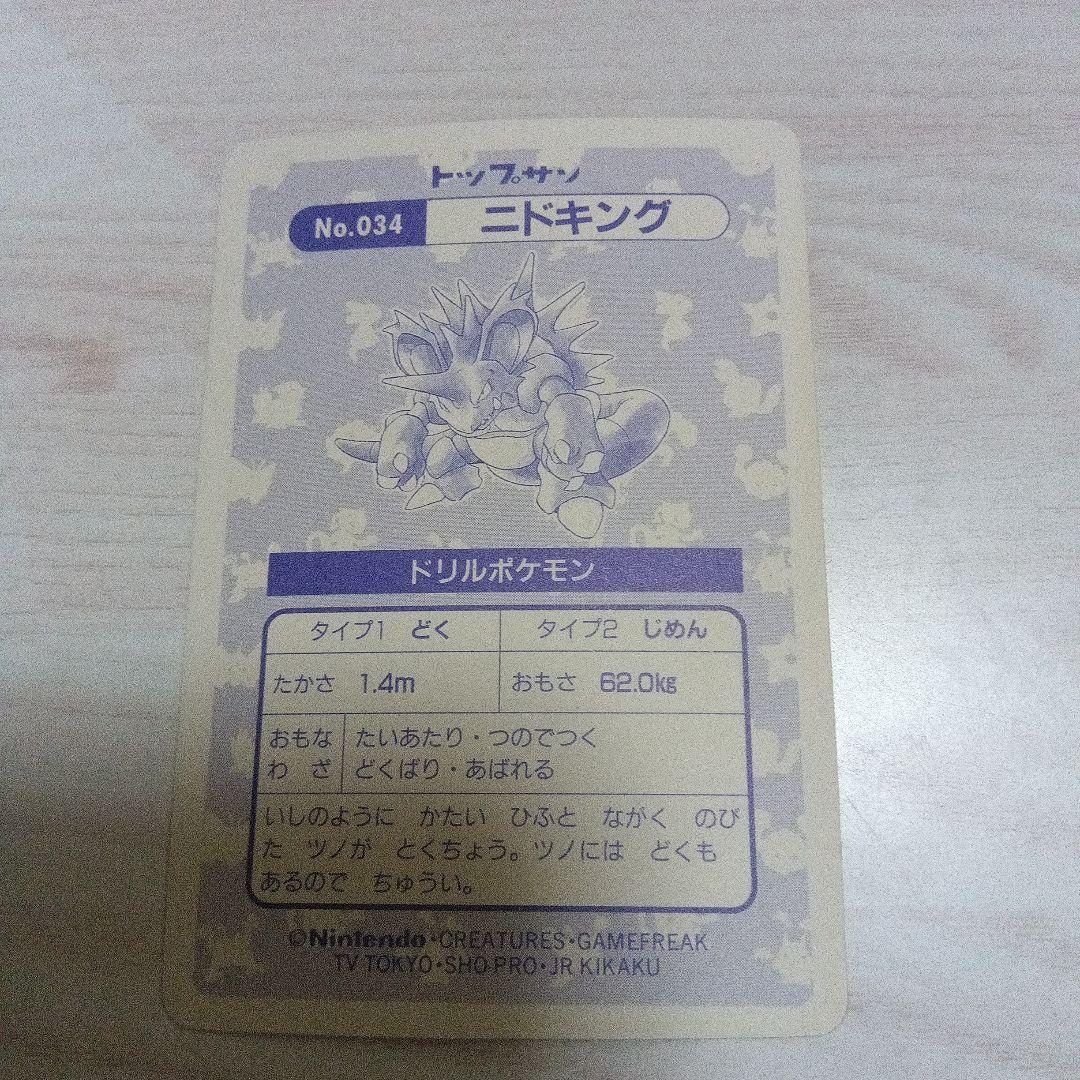 トップサン
No.034 ニドキング
ドリルポケモン
タイプ1 どく タイプ2 じめん
たかさ 1.4m おもさ 62.0kg
おもな たいあたり・つのでつく
わ ざ どくばり・あばれる
いしのように かたい ひふと ながく のび
た ツノが とくちょう。ツノには どくも
あるので ちゅうい。
©Nintendo・CREATURES・GAMEFREAK
TV TOKYO・SHO PRO・JR KIKAKU